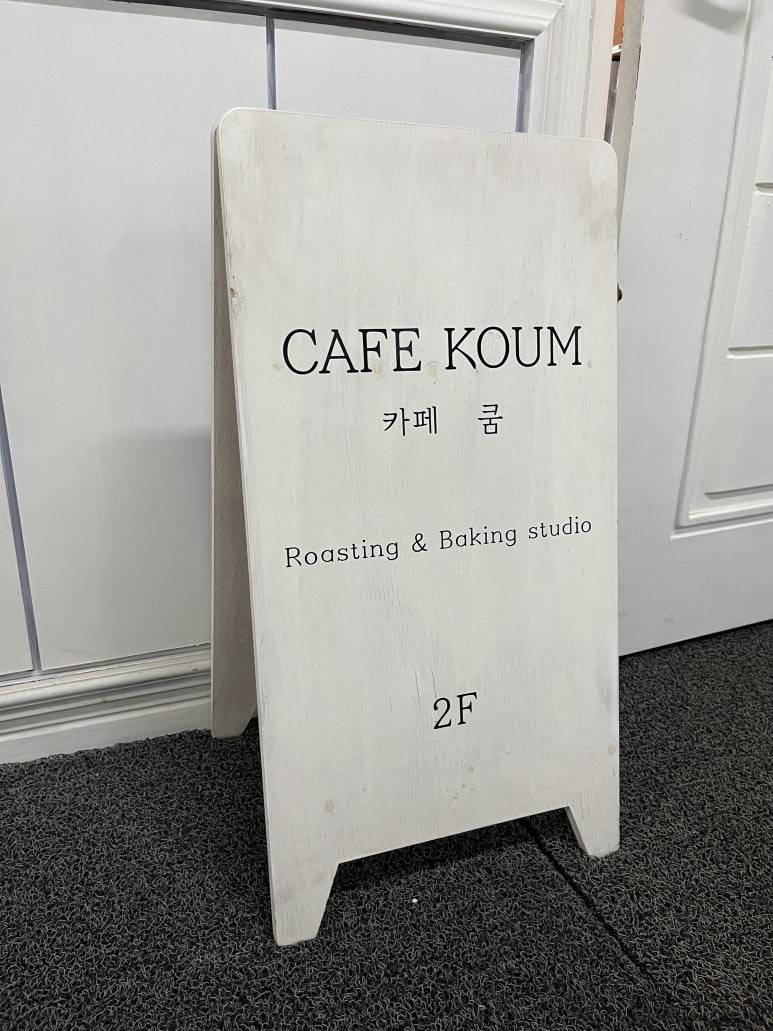 CAFE KOUM
카페 쿰
Roasting & Baking studio
2F